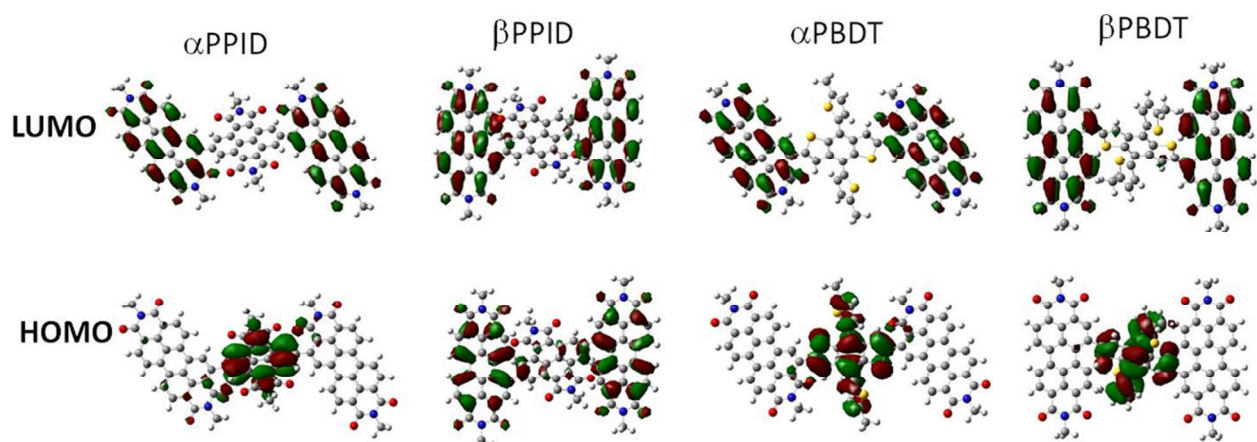 αPPID
βPPID
αPBDT
βPBDT
LUMO
HOMO